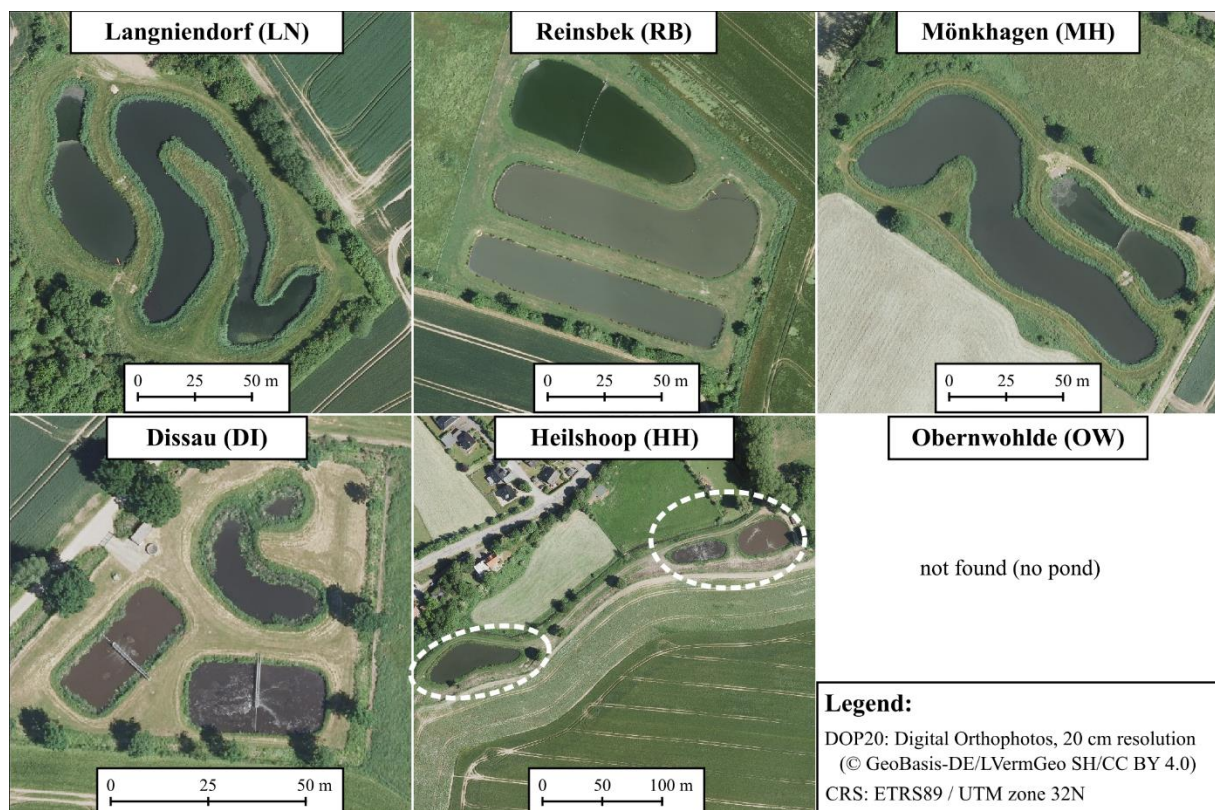 Langniendorf (LN)
Reinsbek (RB)
Mönkhagen (MH)
0 25 50 m
0 25 50 m
0 25 50 m
Dissau (DI)
Heilshoop (HH)
Obernwohlde (OW)
not found (no pond)
0 25 50 m
0 50 100 m
Legend:
DOP20: Digital Orthophotos, 20 cm resolution
(© GeoBasis-DE/LVermGeo SH/CC BY 4.0)
CRS: ETRS89 / UTM zone 32N